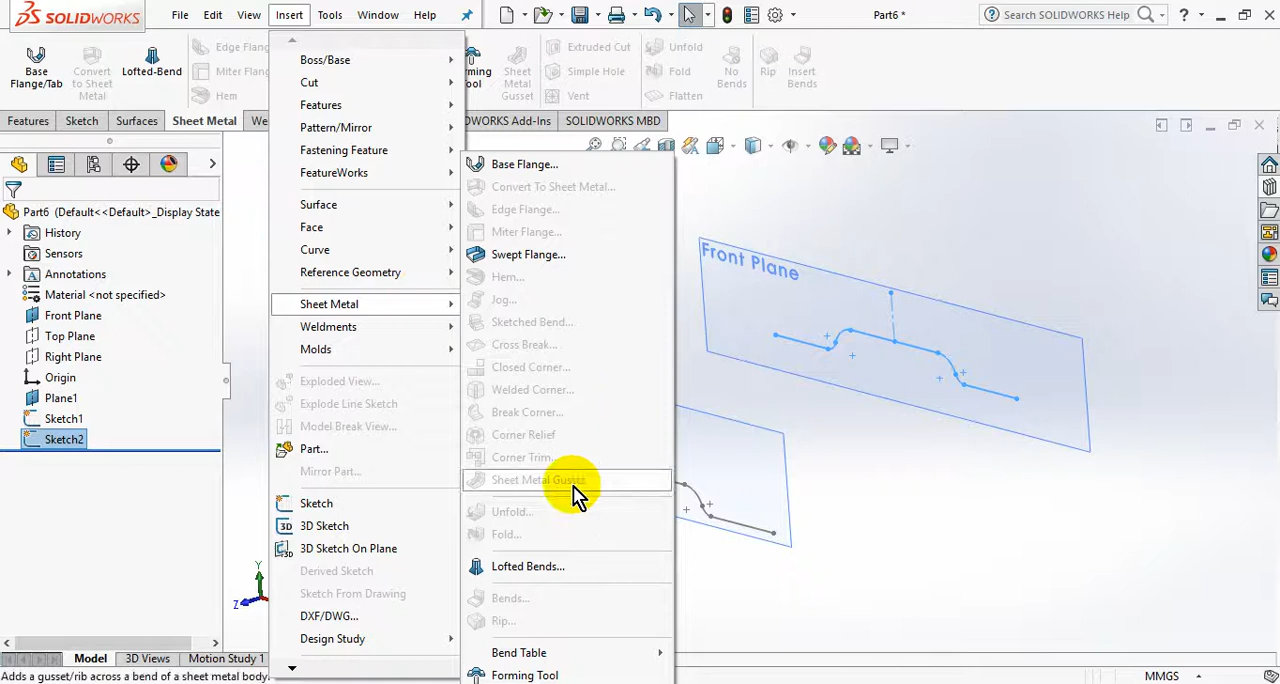 SOLIDWORKS
File
Edit
View
Insert
Tools
Window
Help
Part6 *
Search SOLIDWORKS Help
?
Base
Flange/Tab
Convert
to Sheet
Metal
Lofted-Bend
Edge Flang
Miter Flang
Hem
Sheet
Metal
Gusset
Extruded Cut
Simple Hole
Vent
Unfold
Fold
Flatten
No
Bends
Rip
Insert
Bends
Features
Sketch
Surfaces
Sheet Metal
DWORKS Add-Ins
SOLIDWORKS MBD
Part6 (Default<<Default>_Display State
History
Sensors
Annotations
Material <not specified>
Front Plane
Top Plane
Right Plane
Origin
Plane1
Sketch1
Sketch2
Boss/Base
Cut
Features
Pattern/Mirror
Fastening Feature
FeatureWorks
Surface
Face
Curve
Reference Geometry
Sheet Metal
Weldments
Molds
Exploded View...
Explode Line Sketch
Model Break View...
Part...
Mirror Part...
Sketch
3D Sketch
3D Sketch On Plane
Derived Sketch
Sketch From Drawing
DXF/DWG...
Design Study
Base Flange...
Convert To Sheet Metal...
Edge Flange...
Miter Flange...
Swept Flange...
Hem...
Jog...
Sketched Bend...
Cross Break...
Closed Corner...
Welded Corner...
Break Corner...
Corner Relief
Corner Trim...
Sheet Metal Gusset
Unfold...
Fold...
Lofted Bends...
Bends...
Rip...
Bend Table
Forming Tool
Front Plane
Y
Z
Model
3D Views
Motion Study 1
Adds a gusset/rib across a bend of a sheet metal body.
MMGS